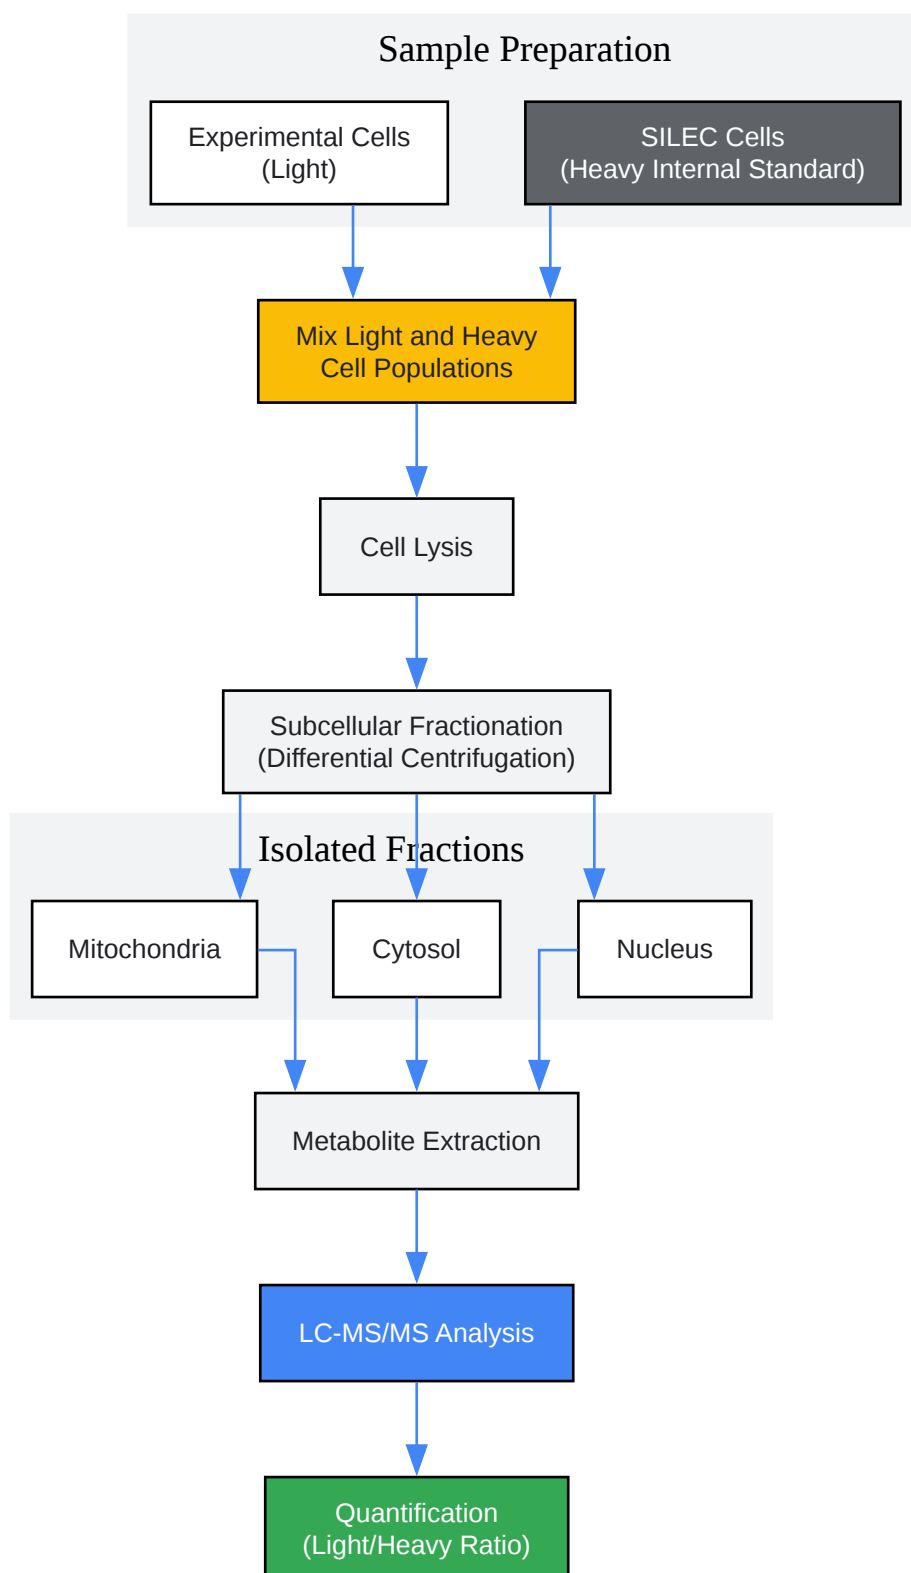 Sample Preparation
Experimental Cells
(Light)
SILEC Cells
(Heavy Internal Standard)
Mix Light and Heavy
Cell Populations
Cell Lysis
Subcellular Fractionation
(Differential Centrifugation)
Isolated Fractions
Mitochondria
Cytosol
Nucleus
Metabolite Extraction
LC-MS/MS Analysis
Quantification
(Light/Heavy Ratio)